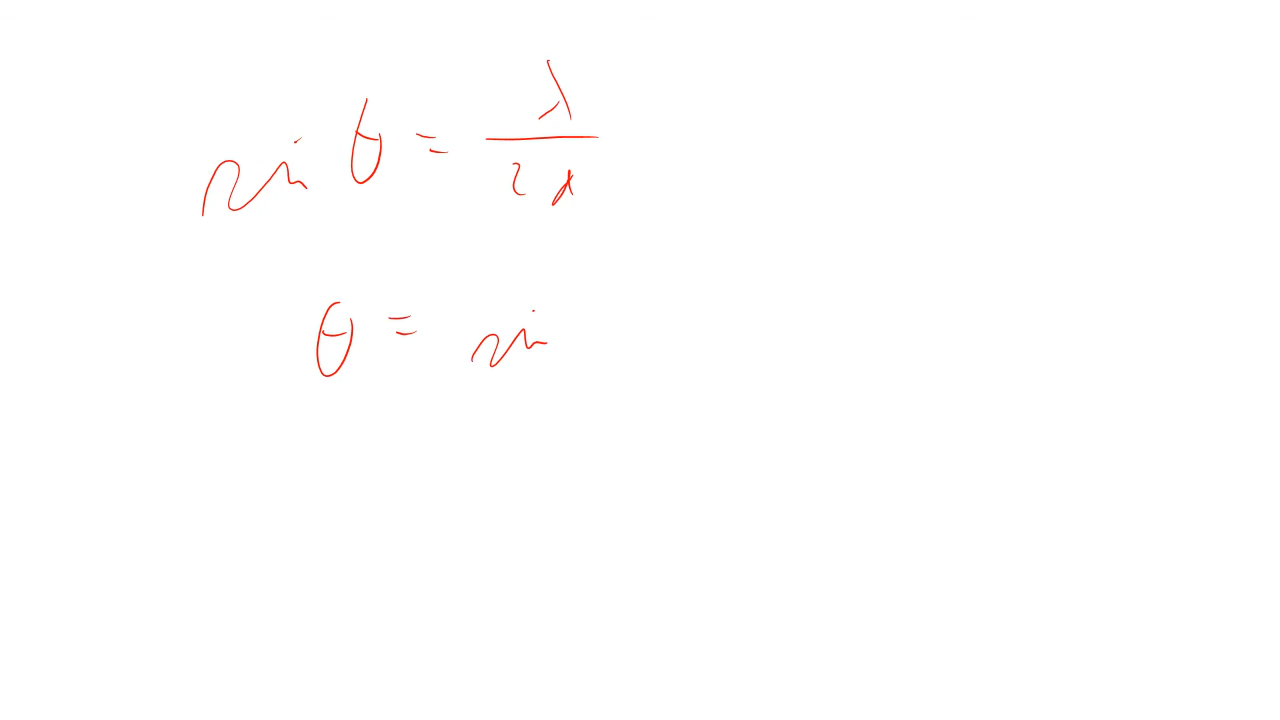 sin θ = λ / 2d
θ = sin